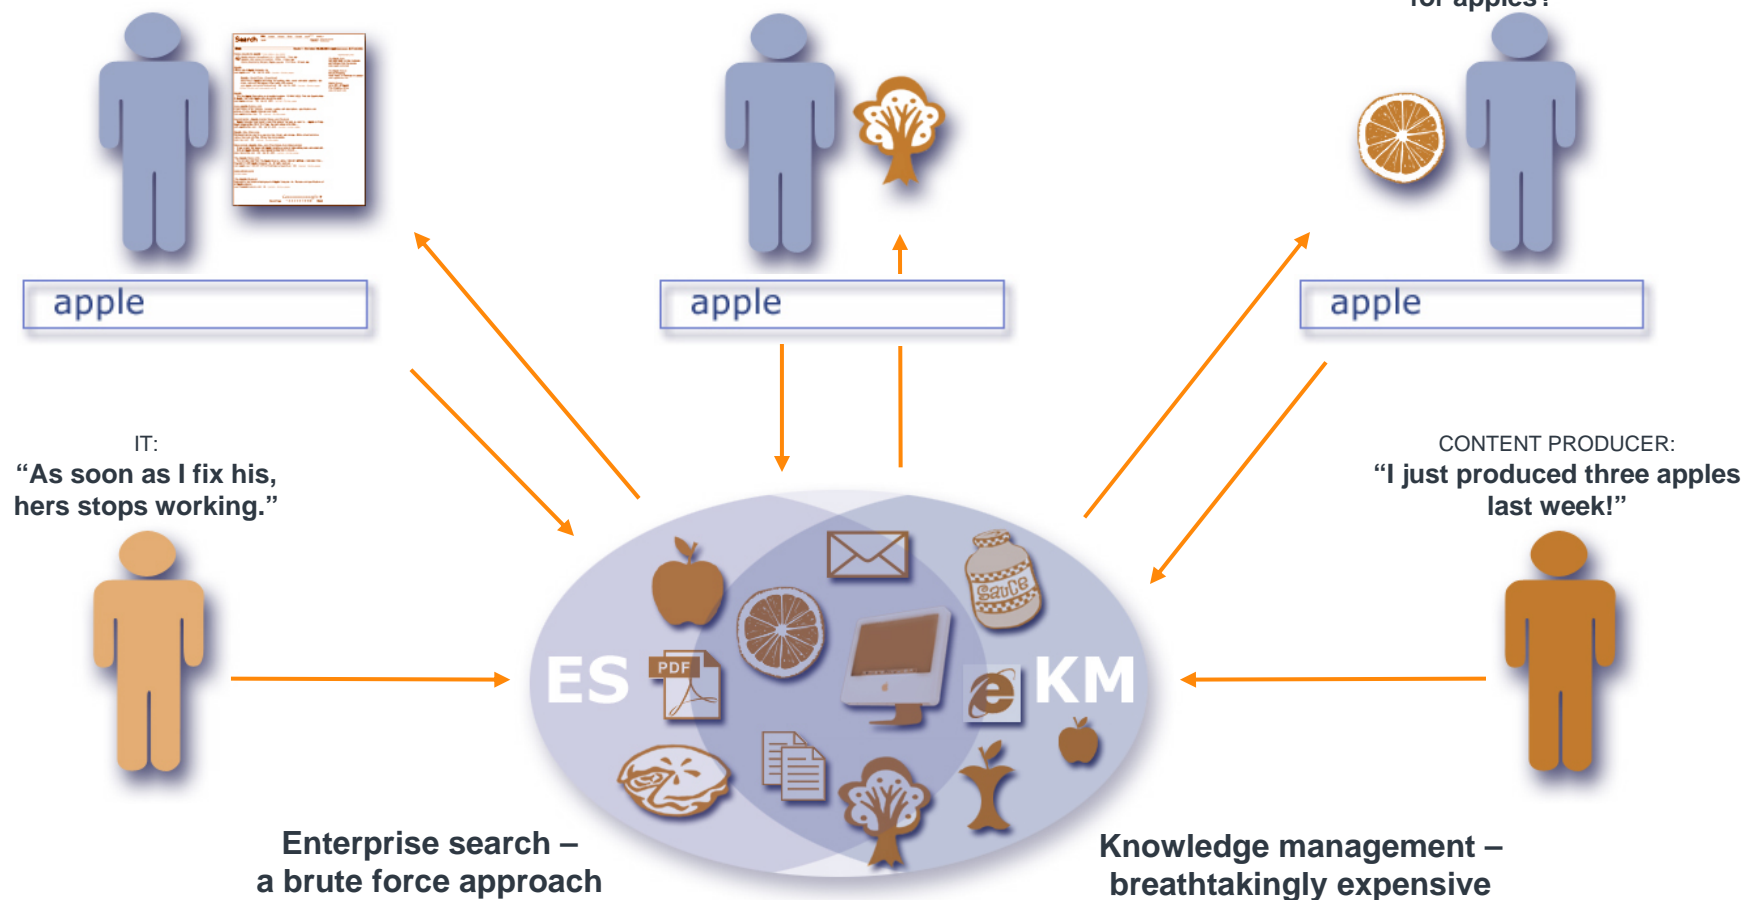 for apples?
Search
apple
apple
apple
IT:
“As soon as I fix his,
hers stops working.”
CONTENT PRODUCER:
“I just produced three apples
last week!”
sauce
ES
PDF
e
KM
Enterprise search –
a brute force approach
Knowledge management –
breathtakingly expensive